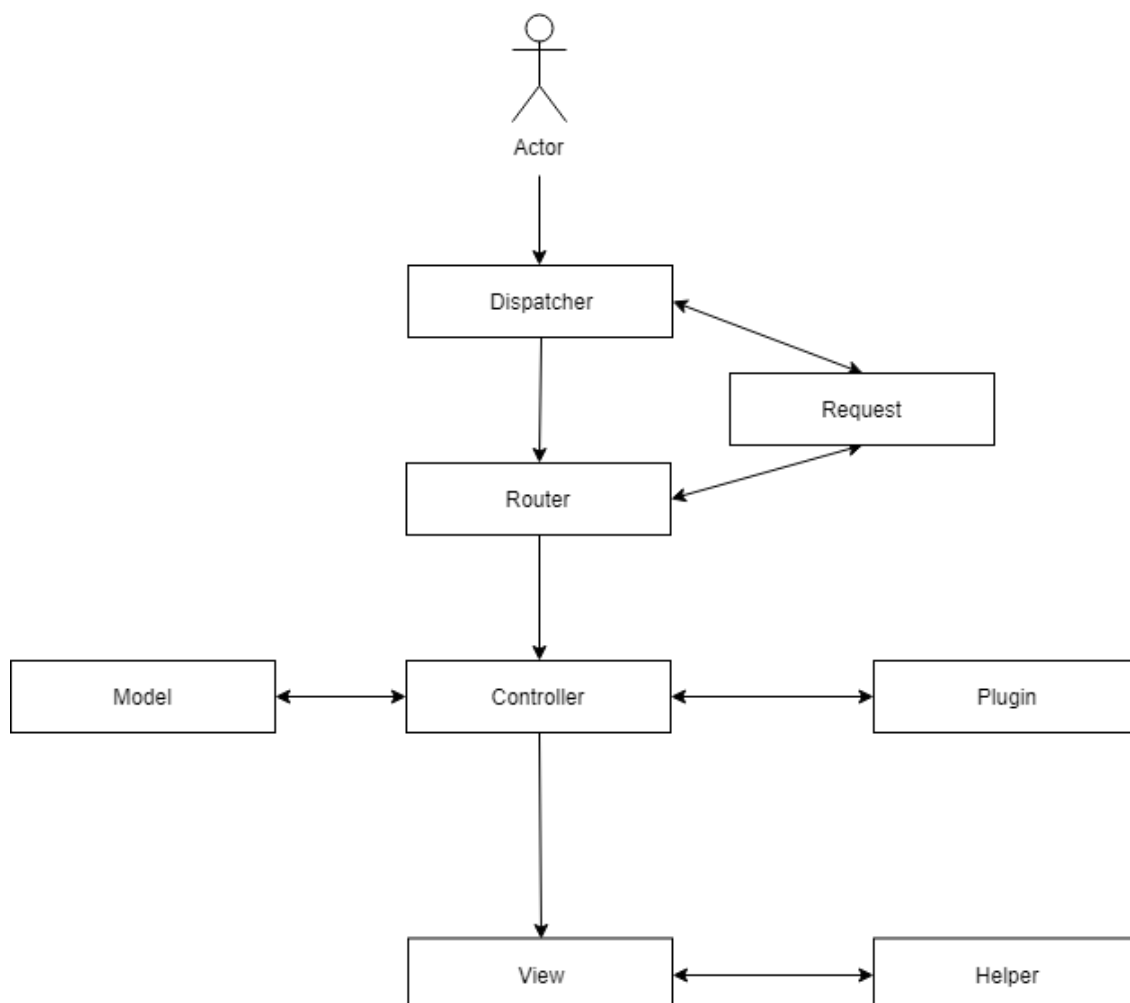 Actor
Dispatcher
Request
Router
Model
Controller
Plugin
View
Helper